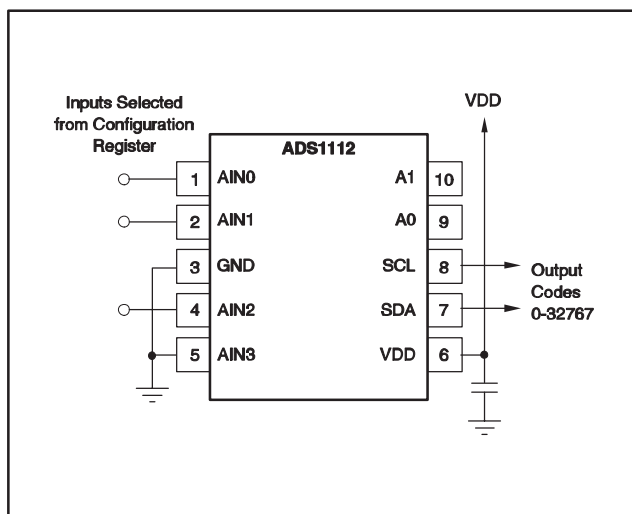 Inputs Selected
from Configuration
Register
VDD
ADS1112
1 AIN0 A1 10
2 AIN1 A0 9
3 GND SCL 8
4 AIN2 SDA 7
5 AIN3 VDD 6
Output
Codes
0-32767